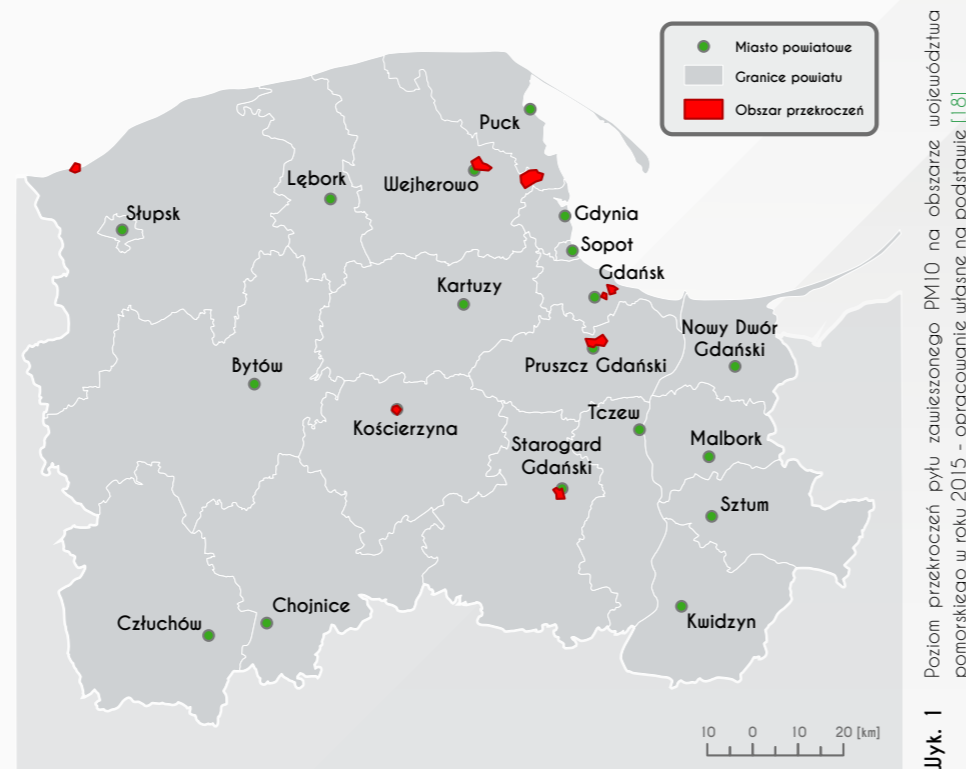 Miasto powiatowe
Granice powiatu
Obszar przekroczeń
Puck
Wejherowo
Lębork
Słupsk
Gdynia
Sopot
Gdańsk
Kartuzy
Nowy Dwór
Gdański
Pruszcz Gdański
Bytów
Tczew
Kościerzyna
Starogard
Gdański
Malbork
Sztum
Chojnice
Człuchów
Kwidzyn
10 0 10 20 [km]
Wyk. 1 Poziom przekroczeń pyłu zawieszonego PM10 na obszarze województwa
pomorskiego w roku 2015 - opracowanie własne na podstawie [18]